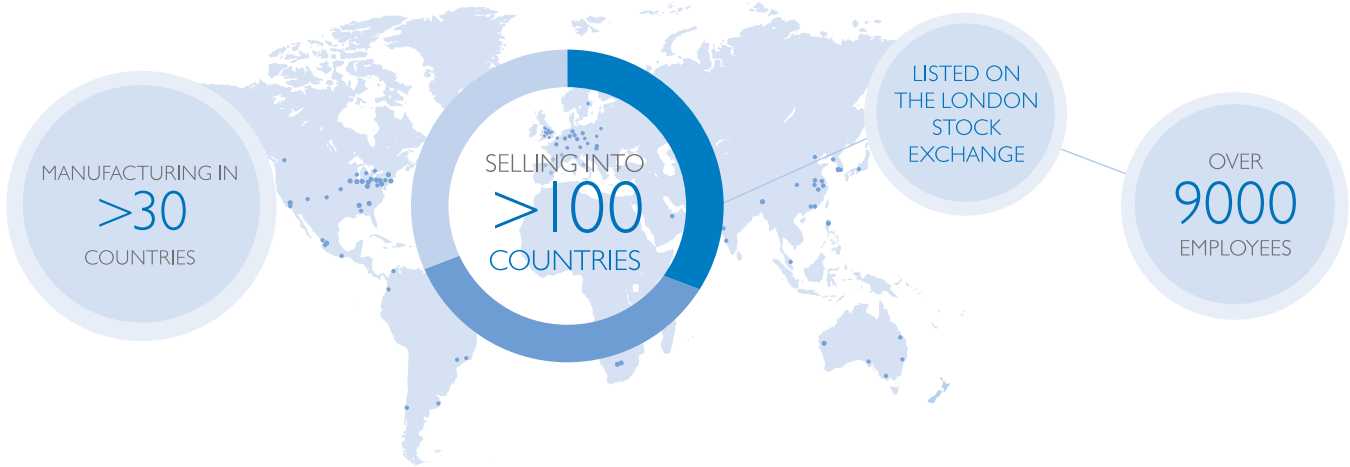 MANUFACTURING IN
>30
COUNTRIES
SELLING INTO
>100
COUNTRIES
LISTED ON
THE LONDON
STOCK
EXCHANGE
OVER
9000
EMPLOYEES